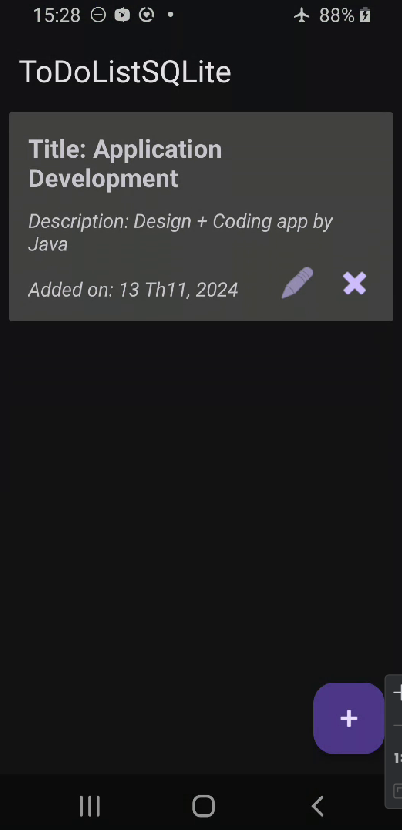 15:28 88%
ToDoListSQLite
Title: Application
Development
Description: Design + Coding app by
Java
Added on: 13 Th11, 2024
+